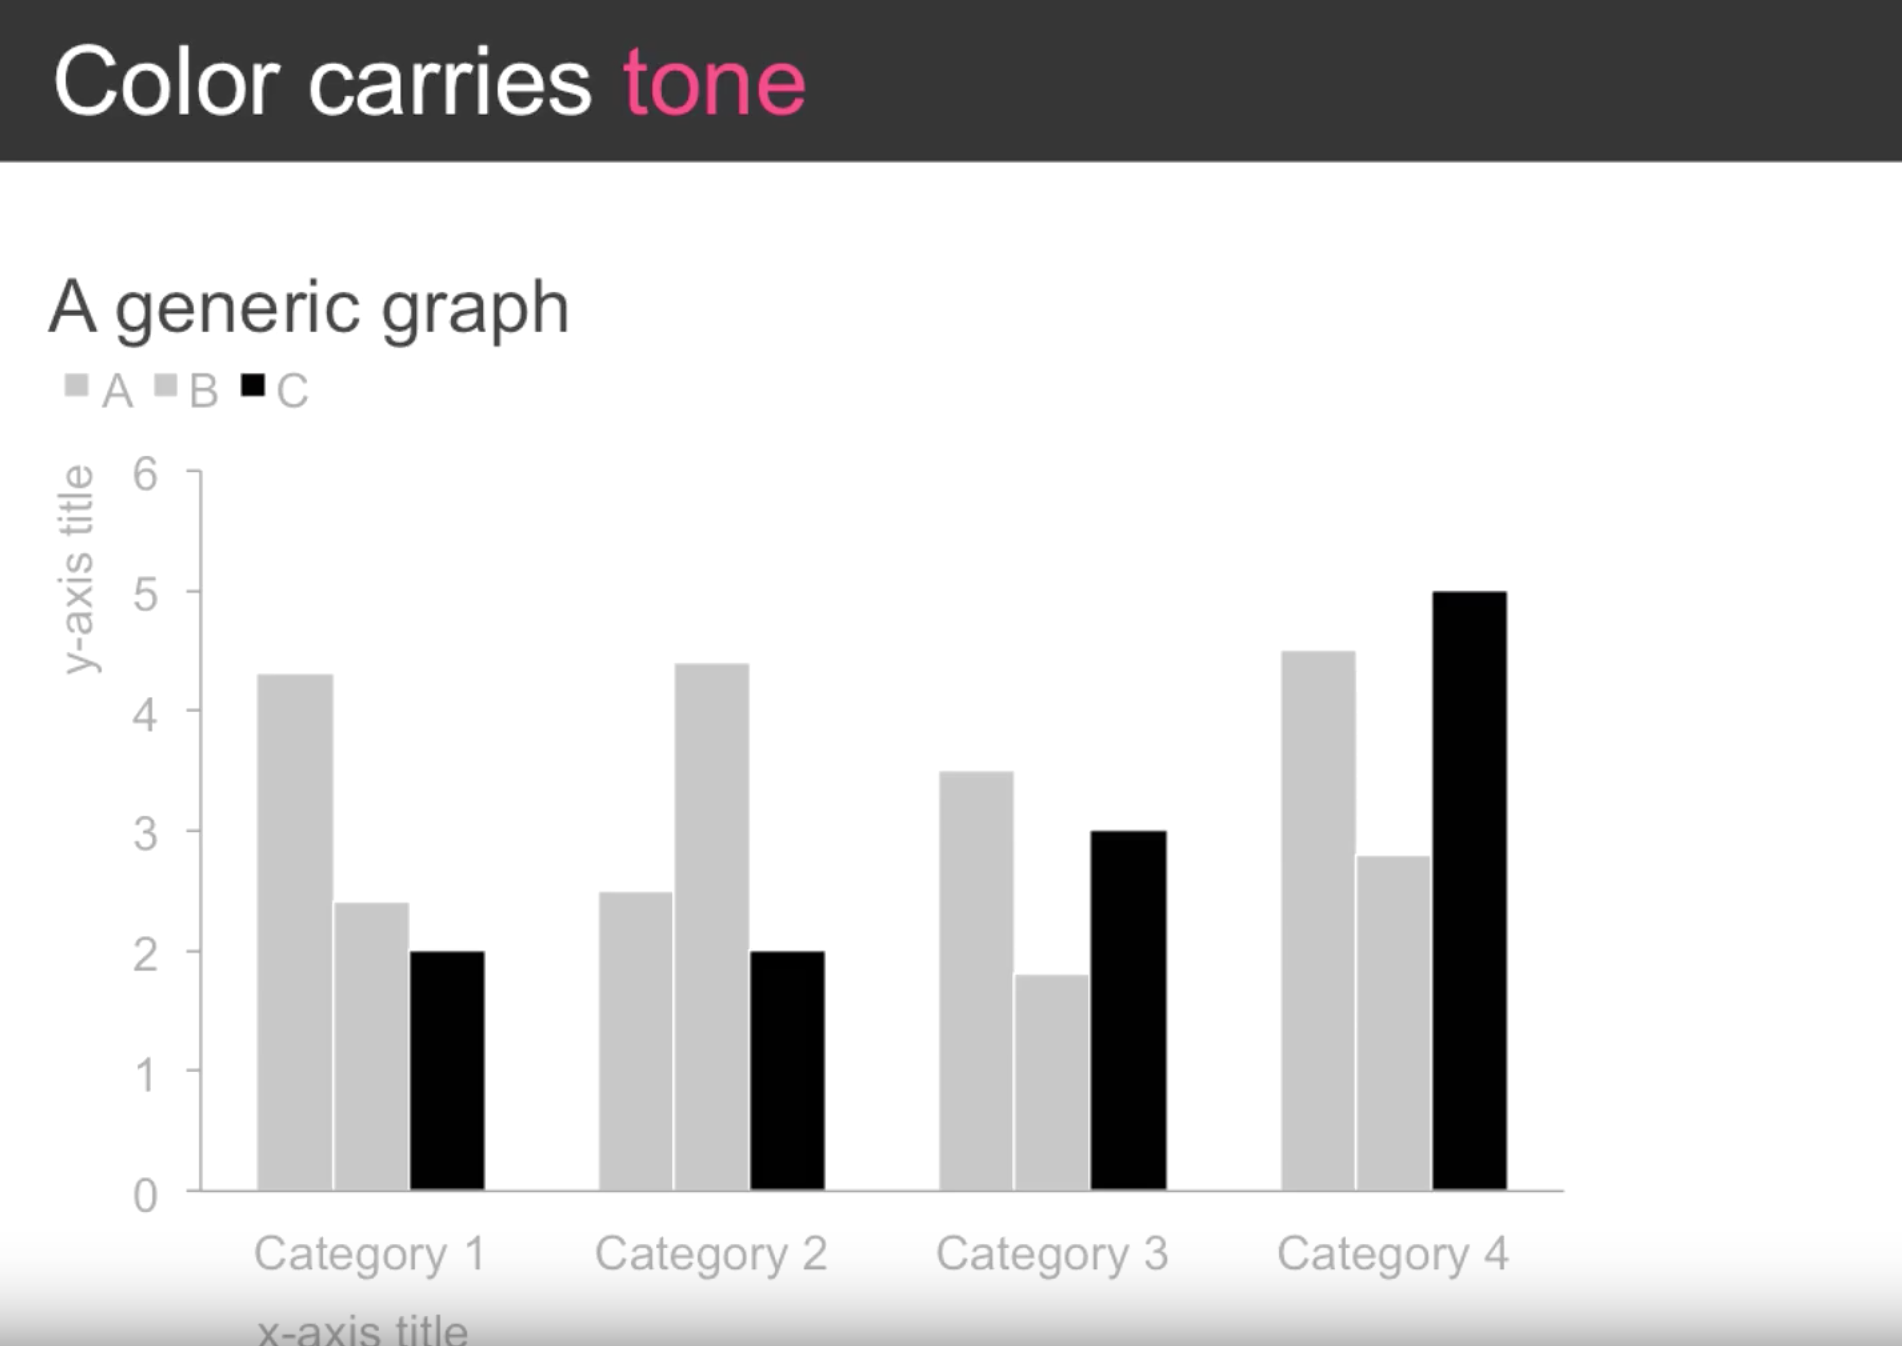 Color carries tone
A generic graph
A B C
y-axis title
6
5
4
3
2
1
0
Category 1 Category 2 Category 3 Category 4
x-axis title